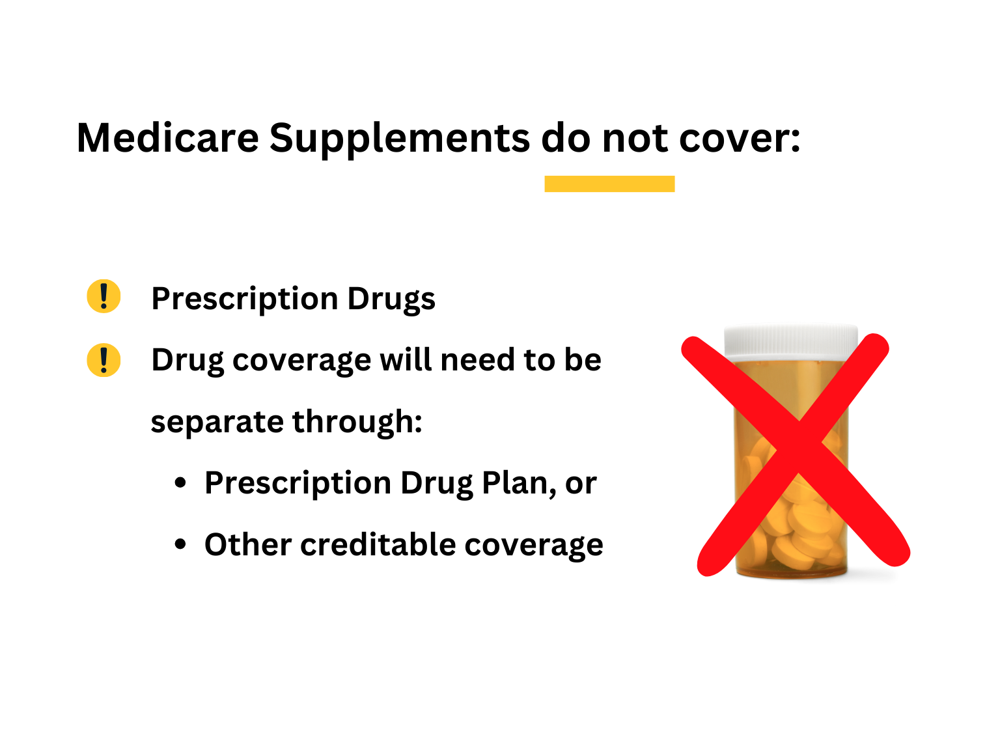 Medicare Supplements do not cover:
! Prescription Drugs
! Drug coverage will need to be
separate through:
• Prescription Drug Plan, or
• Other creditable coverage